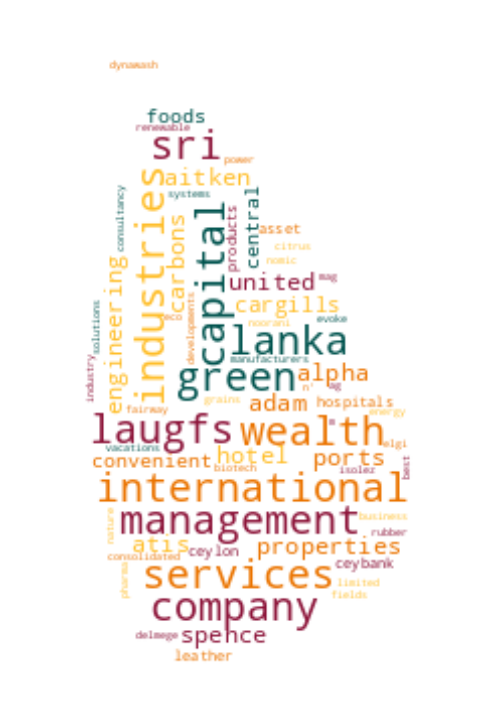 dynawash
foods
renewable
sri
power
aitken
systems
industries
consultancy
capital
central
products
carbons
asset
citrus
nomic
engineering
united
mag
cargills
eco
developments
noorani
evoke
solutions
lanka
manufacturers
industry
green
alpha
n'
ag
adam
hospitals
grains
fairway
energy
laugfs
wealth
elgi
vacations
hotel
convenient
ports
biotech
isolez
best
international
management
business
nature
rubber
atis
ceylon
properties
consolidated
ceybank
pharma
services
limited
fields
company
delmege
spence
leather